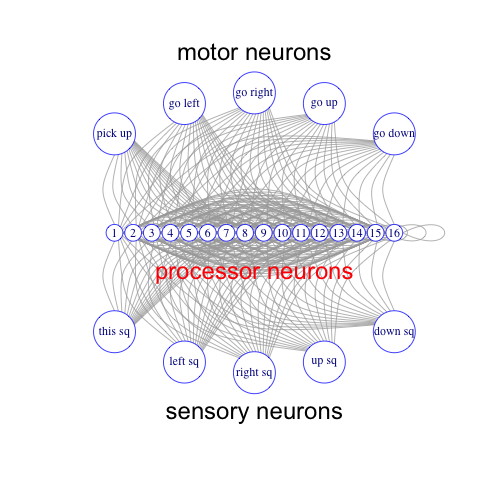 motor neurons
go right
go left
go up
pick up
go down
1 2 3 4 5 6 7 8 9 10 11 12 13 14 15 16
processor neurons
this sq
down sq
left sq
up sq
right sq
sensory neurons